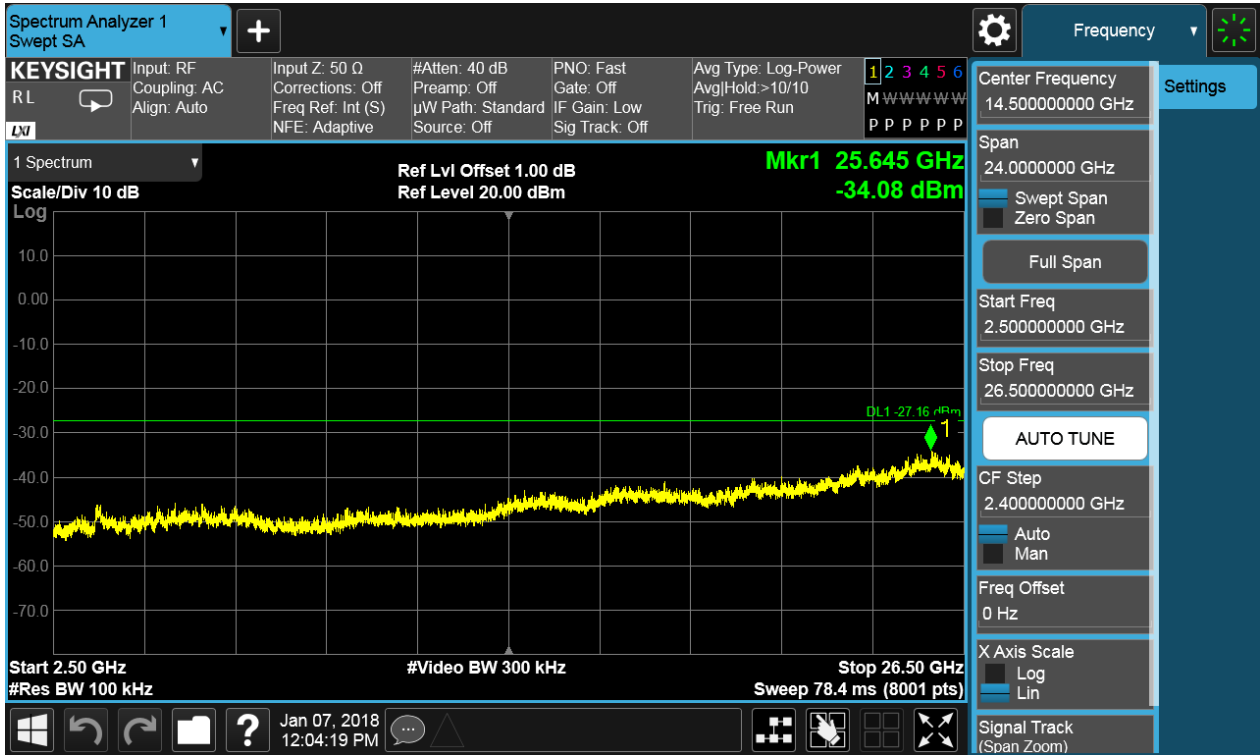 Spectrum Analyzer 1
Swept SA
+
Frequency
KEYSIGHT
RL
LXI
Input: RF
Coupling: AC
Align: Auto
Input Z: 50 Ω
Corrections: Off
Freq Ref: Int (S)
NFE: Adaptive
#Atten: 40 dB
Preamp: Off
µW Path: Standard
Source: Off
PNO: Fast
Gate: Off
IF Gain: Low
Sig Track: Off
Avg Type: Log-Power
Avg|Hold:>10/10
Trig: Free Run
1 2 3 4 5 6
M W W W W W
P P P P P P
1 Spectrum
Scale/Div 10 dB
Log
Ref Lvl Offset 1.00 dB
Ref Level 20.00 dBm
Mkr1 25.645 GHz
-34.08 dBm
10.0
0.00
-10.0
-20.0
-30.0
-40.0
-50.0
-60.0
-70.0
DL1 -27.16 dBm
1
Start 2.50 GHz
#Res BW 100 kHz
#Video BW 300 kHz
Stop 26.50 GHz
Sweep 78.4 ms (8001 pts)
Center Frequency
14.500000000 GHz
Span
24.0000000 GHz
Swept Span
Zero Span
Full Span
Start Freq
2.500000000 GHz
Stop Freq
26.500000000 GHz
AUTO TUNE
CF Step
2.400000000 GHz
Auto
Man
Freq Offset
0 Hz
X Axis Scale
Log
Lin
Signal Track
(Span Zoom)
Settings
?
Jan 07, 2018
12:04:19 PM